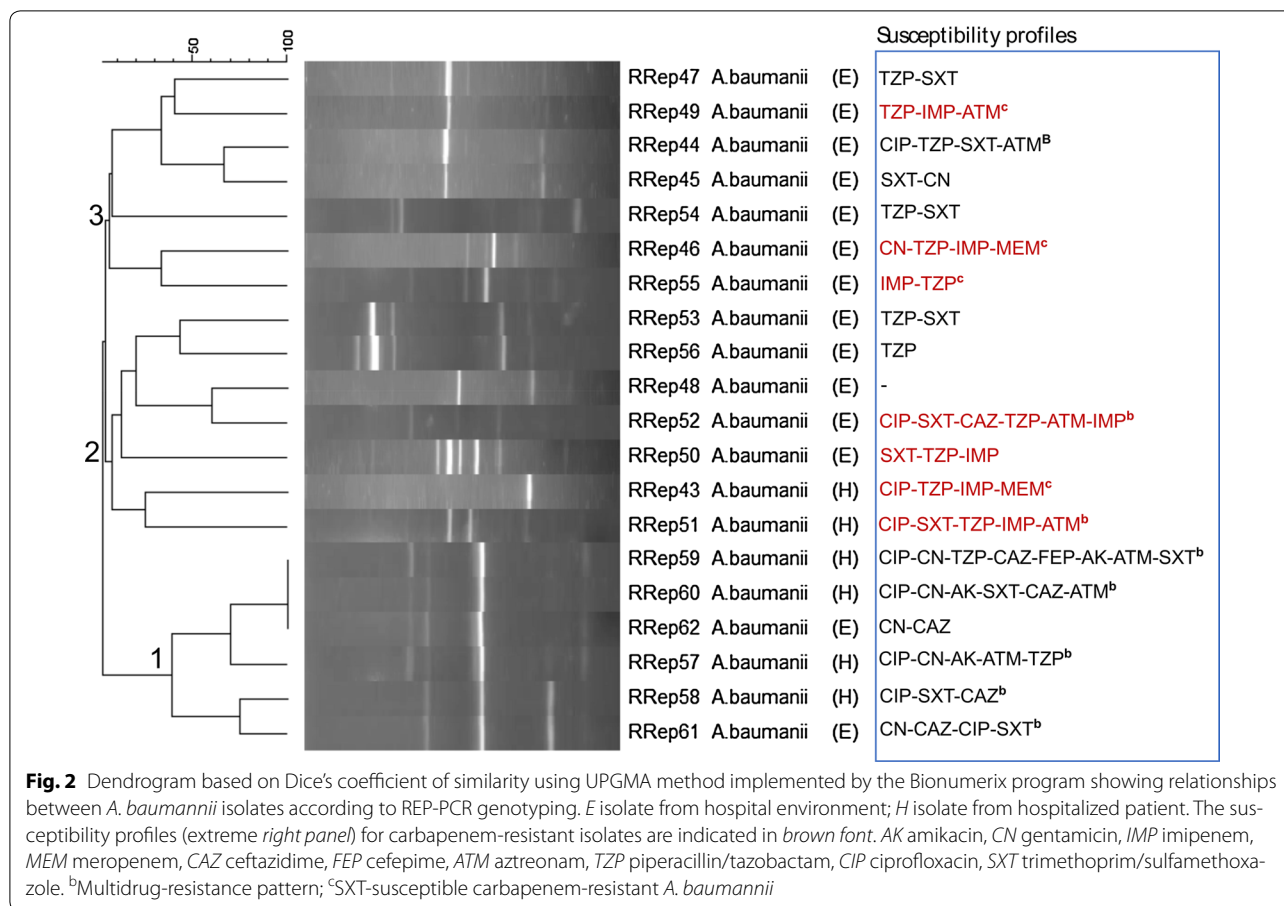 50
100
Susceptibility profiles
RRep47 A.baumanii (E) TZP-SXT
RRep49 A.baumanii (E) TZP-IMP-ATMᶜ
RRep44 A.baumanii (E) CIP-TZP-SXT-ATMᴮ
RRep45 A.baumanii (E) SXT-CN
3
RRep54 A.baumanii (E) TZP-SXT
RRep46 A.baumanii (E) CN-TZP-IMP-MEMᶜ
RRep55 A.baumanii (E) IMP-TZPᶜ
RRep53 A.baumanii (E) TZP-SXT
RRep56 A.baumanii (E) TZP
RRep48 A.baumanii (E) -
RRep52 A.baumanii (E) CIP-SXT-CAZ-TZP-ATM-IMPᵇ
2
RRep50 A.baumanii (E) SXT-TZP-IMP
RRep43 A.baumanii (H) CIP-TZP-IMP-MEMᶜ
RRep51 A.baumanii (H) CIP-SXT-TZP-IMP-ATMᵇ
RRep59 A.baumanii (H) CIP-CN-TZP-CAZ-FEP-AK-ATM-SXTᵇ
RRep60 A.baumanii (H) CIP-CN-AK-SXT-CAZ-ATMᵇ
RRep62 A.baumanii (E) CN-CAZ
1
RRep57 A.baumanii (H) CIP-CN-AK-ATM-TZPᵇ
RRep58 A.baumanii (H) CIP-SXT-CAZᵇ
RRep61 A.baumanii (E) CN-CAZ-CIP-SXTᵇ
Fig. 2 Dendrogram based on Dice's coefficient of similarity using UPGMA method implemented by the Bionumerix program showing relationships
between A. baumannii isolates according to REP-PCR genotyping. E isolate from hospital environment; H isolate from hospitalized patient. The sus-
ceptibility profiles (extreme right panel) for carbapenem-resistant isolates are indicated in brown font. AK amikacin, CN gentamicin, IMP imipenem,
MEM meropenem, CAZ ceftazidime, FEP cefepime, ATM aztreonam, TZP piperacillin/tazobactam, CIP ciprofloxacin, SXT trimethoprim/sulfamethoxa-
zole. ᵇMultidrug-resistance pattern; ᶜSXT-susceptible carbapenem-resistant A. baumannii